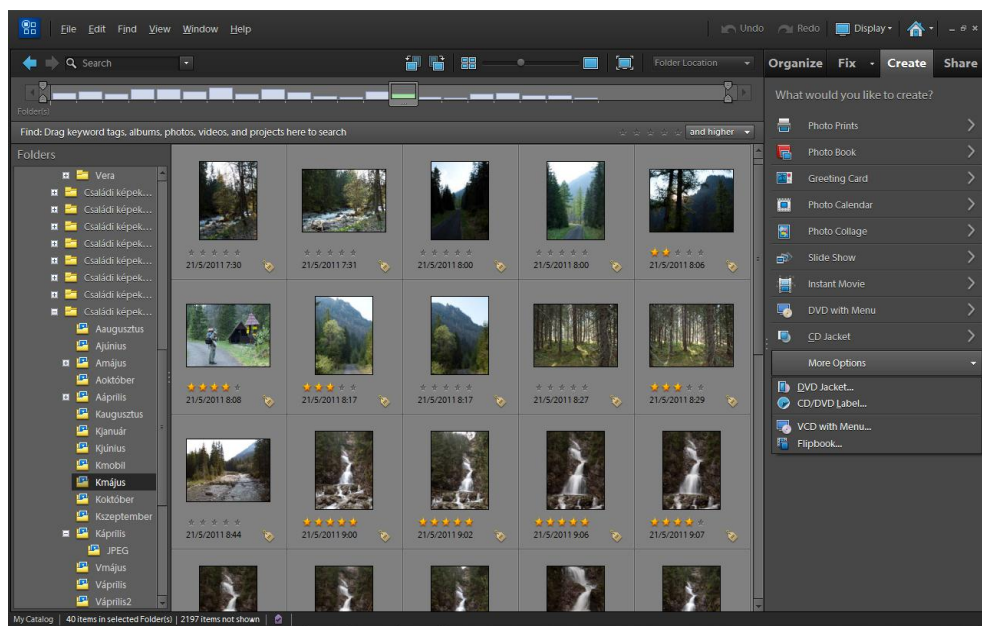 File Edit Find View Window Help
Undo Redo Display
Search
Folder Location
Organize Fix Create Share
Folder(s)
Find: Drag keyword tags, albums, photos, videos, and projects here to search
and higher
Folders
Vera
Családi képek...
Családi képek...
Családi képek...
Családi képek...
Családi képek...
Családi képek...
Családi képek...
Családi képek...
Aaugusztus
Ajúnius
Amájus
Aoktóber
Aáprilis
Kaugusztus
Kjanuár
Kjúnius
Kmobil
Kmájus
Koktóber
Kszeptember
Káprilis
JPEG
Vmájus
Váprilis
Váprilis2
21/5/2011 7:30
21/5/2011 7:31
21/5/2011 8:00
21/5/2011 8:00
21/5/2011 8:06
21/5/2011 8:08
21/5/2011 8:17
21/5/2011 8:17
21/5/2011 8:27
21/5/2011 8:29
21/5/2011 8:44
21/5/2011 9:00
21/5/2011 9:02
21/5/2011 9:06
21/5/2011 9:07
What would you like to create?
Photo Prints
Photo Book
Greeting Card
Photo Calendar
Photo Collage
Slide Show
Instant Movie
DVD with Menu
CD Jacket
More Options
DVD Jacket...
CD/DVD Label...
VCD with Menu...
Flipbook...
My Catalog | 40 items in selected Folder(s) | 2197 items not shown